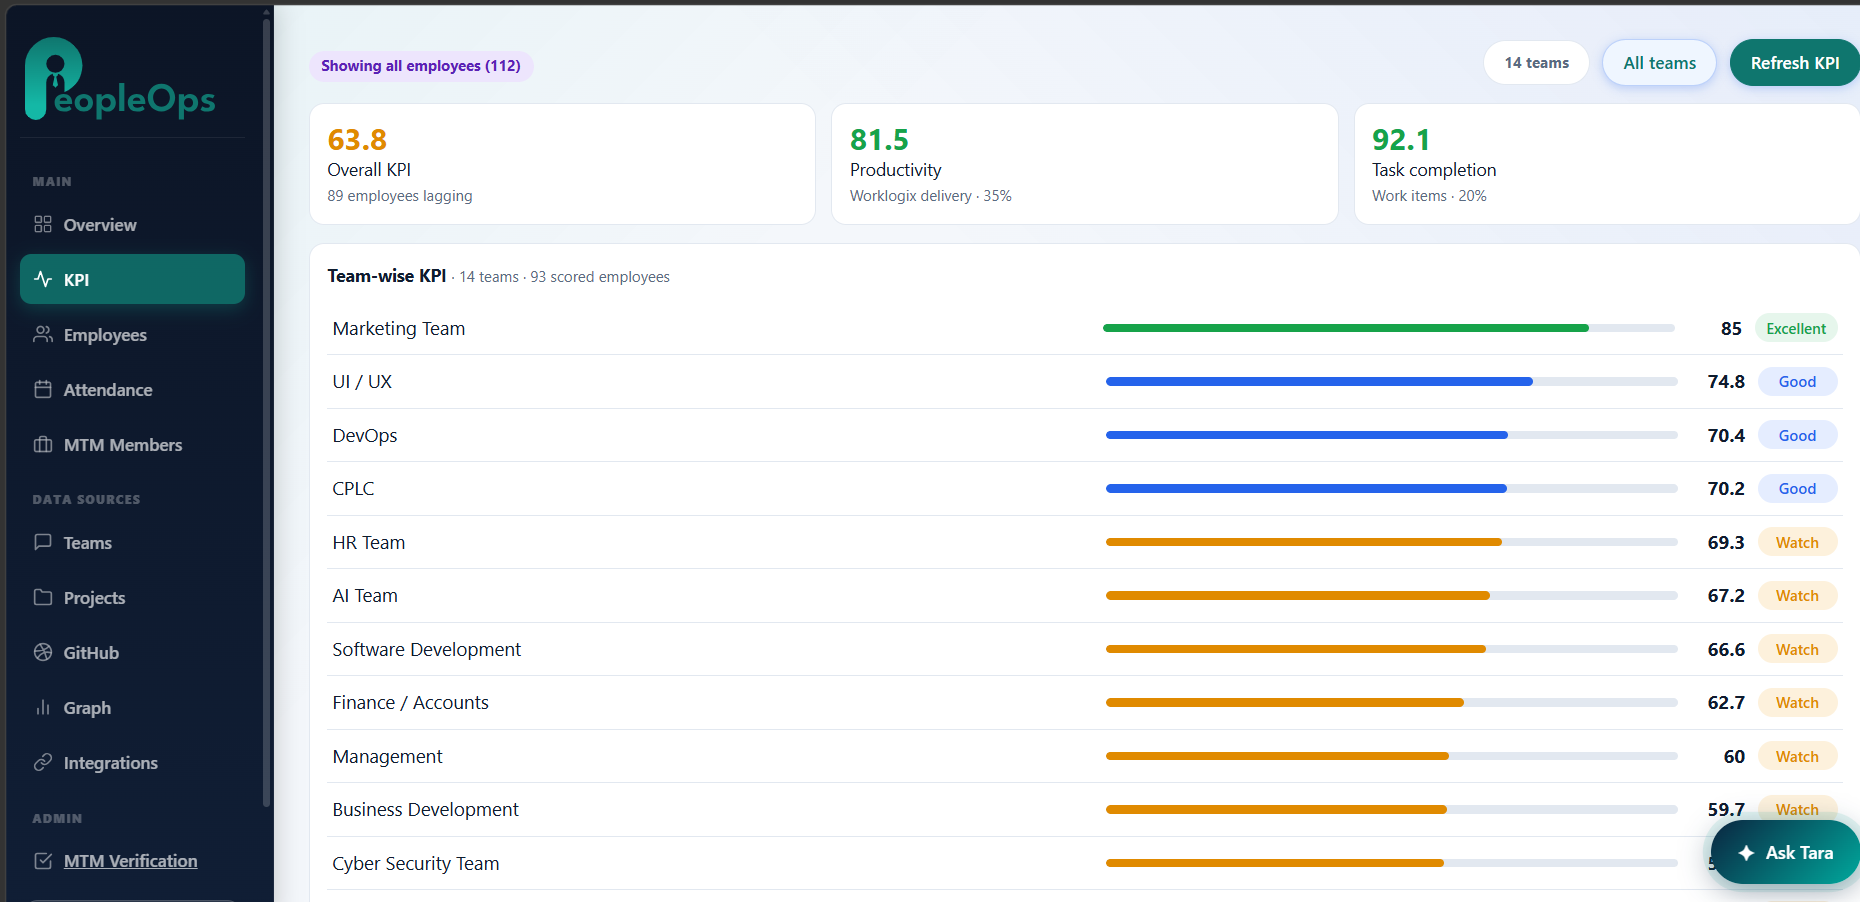 PeopleOps
MAIN
Overview
KPI
Employees
Attendance
MTM Members
DATA SOURCES
Teams
Projects
GitHub
Graph
Integrations
ADMIN
MTM Verification
Showing all employees (112)
14 teams
All teams
Refresh KPI
63.8
Overall KPI
89 employees lagging
81.5
Productivity
Worklogix delivery · 35%
92.1
Task completion
Work items · 20%
Team-wise KPI · 14 teams · 93 scored employees
Marketing Team 85 Excellent
UI / UX 74.8 Good
DevOps 70.4 Good
CPLC 70.2 Good
HR Team 69.3 Watch
AI Team 67.2 Watch
Software Development 66.6 Watch
Finance / Accounts 62.7 Watch
Management 60 Watch
Business Development 59.7 Watch
Cyber Security Team
Ask Tara